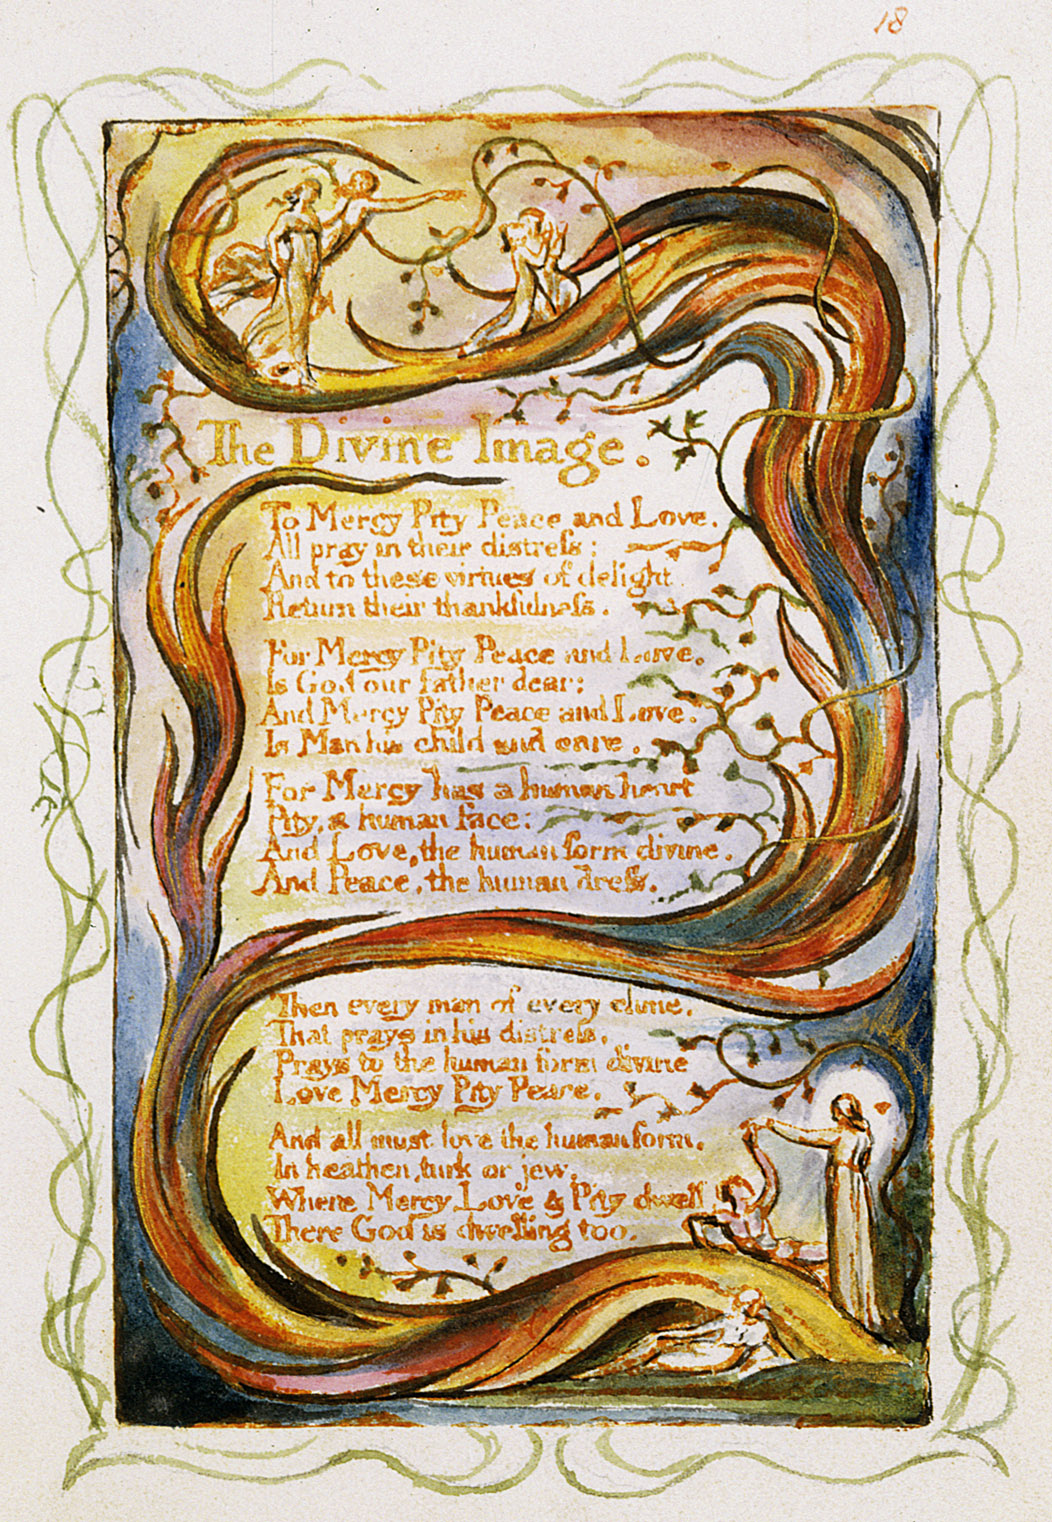 18
The Divine Image.
To Mercy Pity Peace and Love.
All pray in their distreſs:
And to these virtues of delight
Return their thankfulneſs.
For Mercy Pity Peace and Love,
Is God our father dear:
And Mercy Pity Peace and Love,
Is Man his child and care.
For Mercy has a human heart
Pity, a human face:
And Love, the human form divine.
And Peace, the human dreſs.
Then every man of every clime,
That prays in his distreſs,
Prays to the human form divine
Love Mercy Pity Peace.
And all must love the human form,
In heathen, turk or jew.
Where Mercy, Love & Pity dwell
There God is dwelling too.